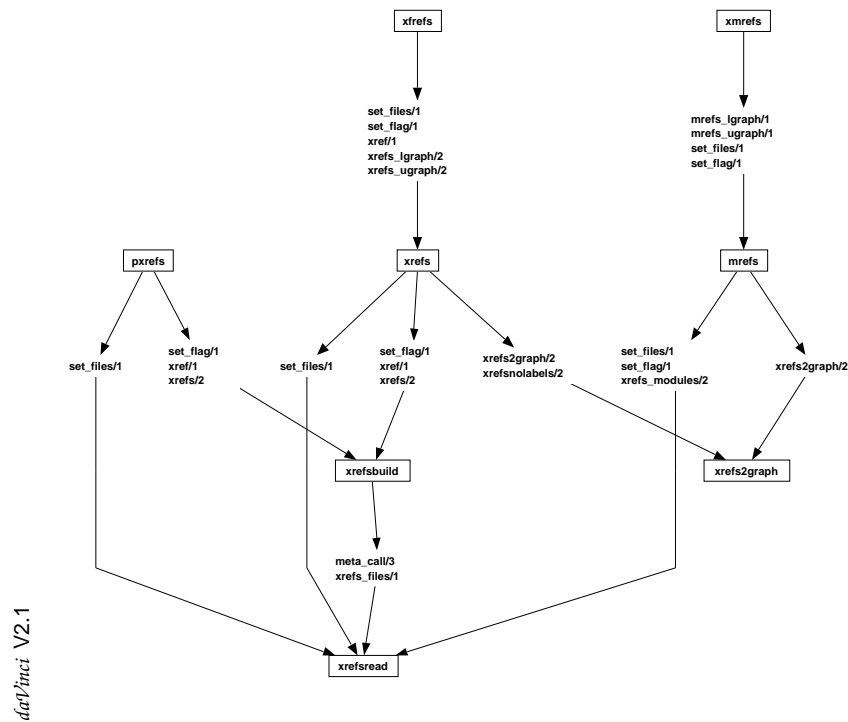 xfrefs
xmrefs
set_files/1
set_flag/1
xref/1
xrefs_lgraph/2
xrefs_ugraph/2
mrefs_lgraph/1
mrefs_ugraph/1
set_files/1
set_flag/1
pxrefs
xrefs
mrefs
set_files/1
set_flag/1
xref/1
xrefs/2
set_files/1
set_flag/1
xref/1
xrefs/2
xrefs2graph/2
xrefsnolabels/2
set_files/1
set_flag/1
xrefs_modules/2
xrefs2graph/2
xrefsbuild
xrefs2graph
meta_call/3
xrefs_files/1
xrefsread
daVinci V2.1